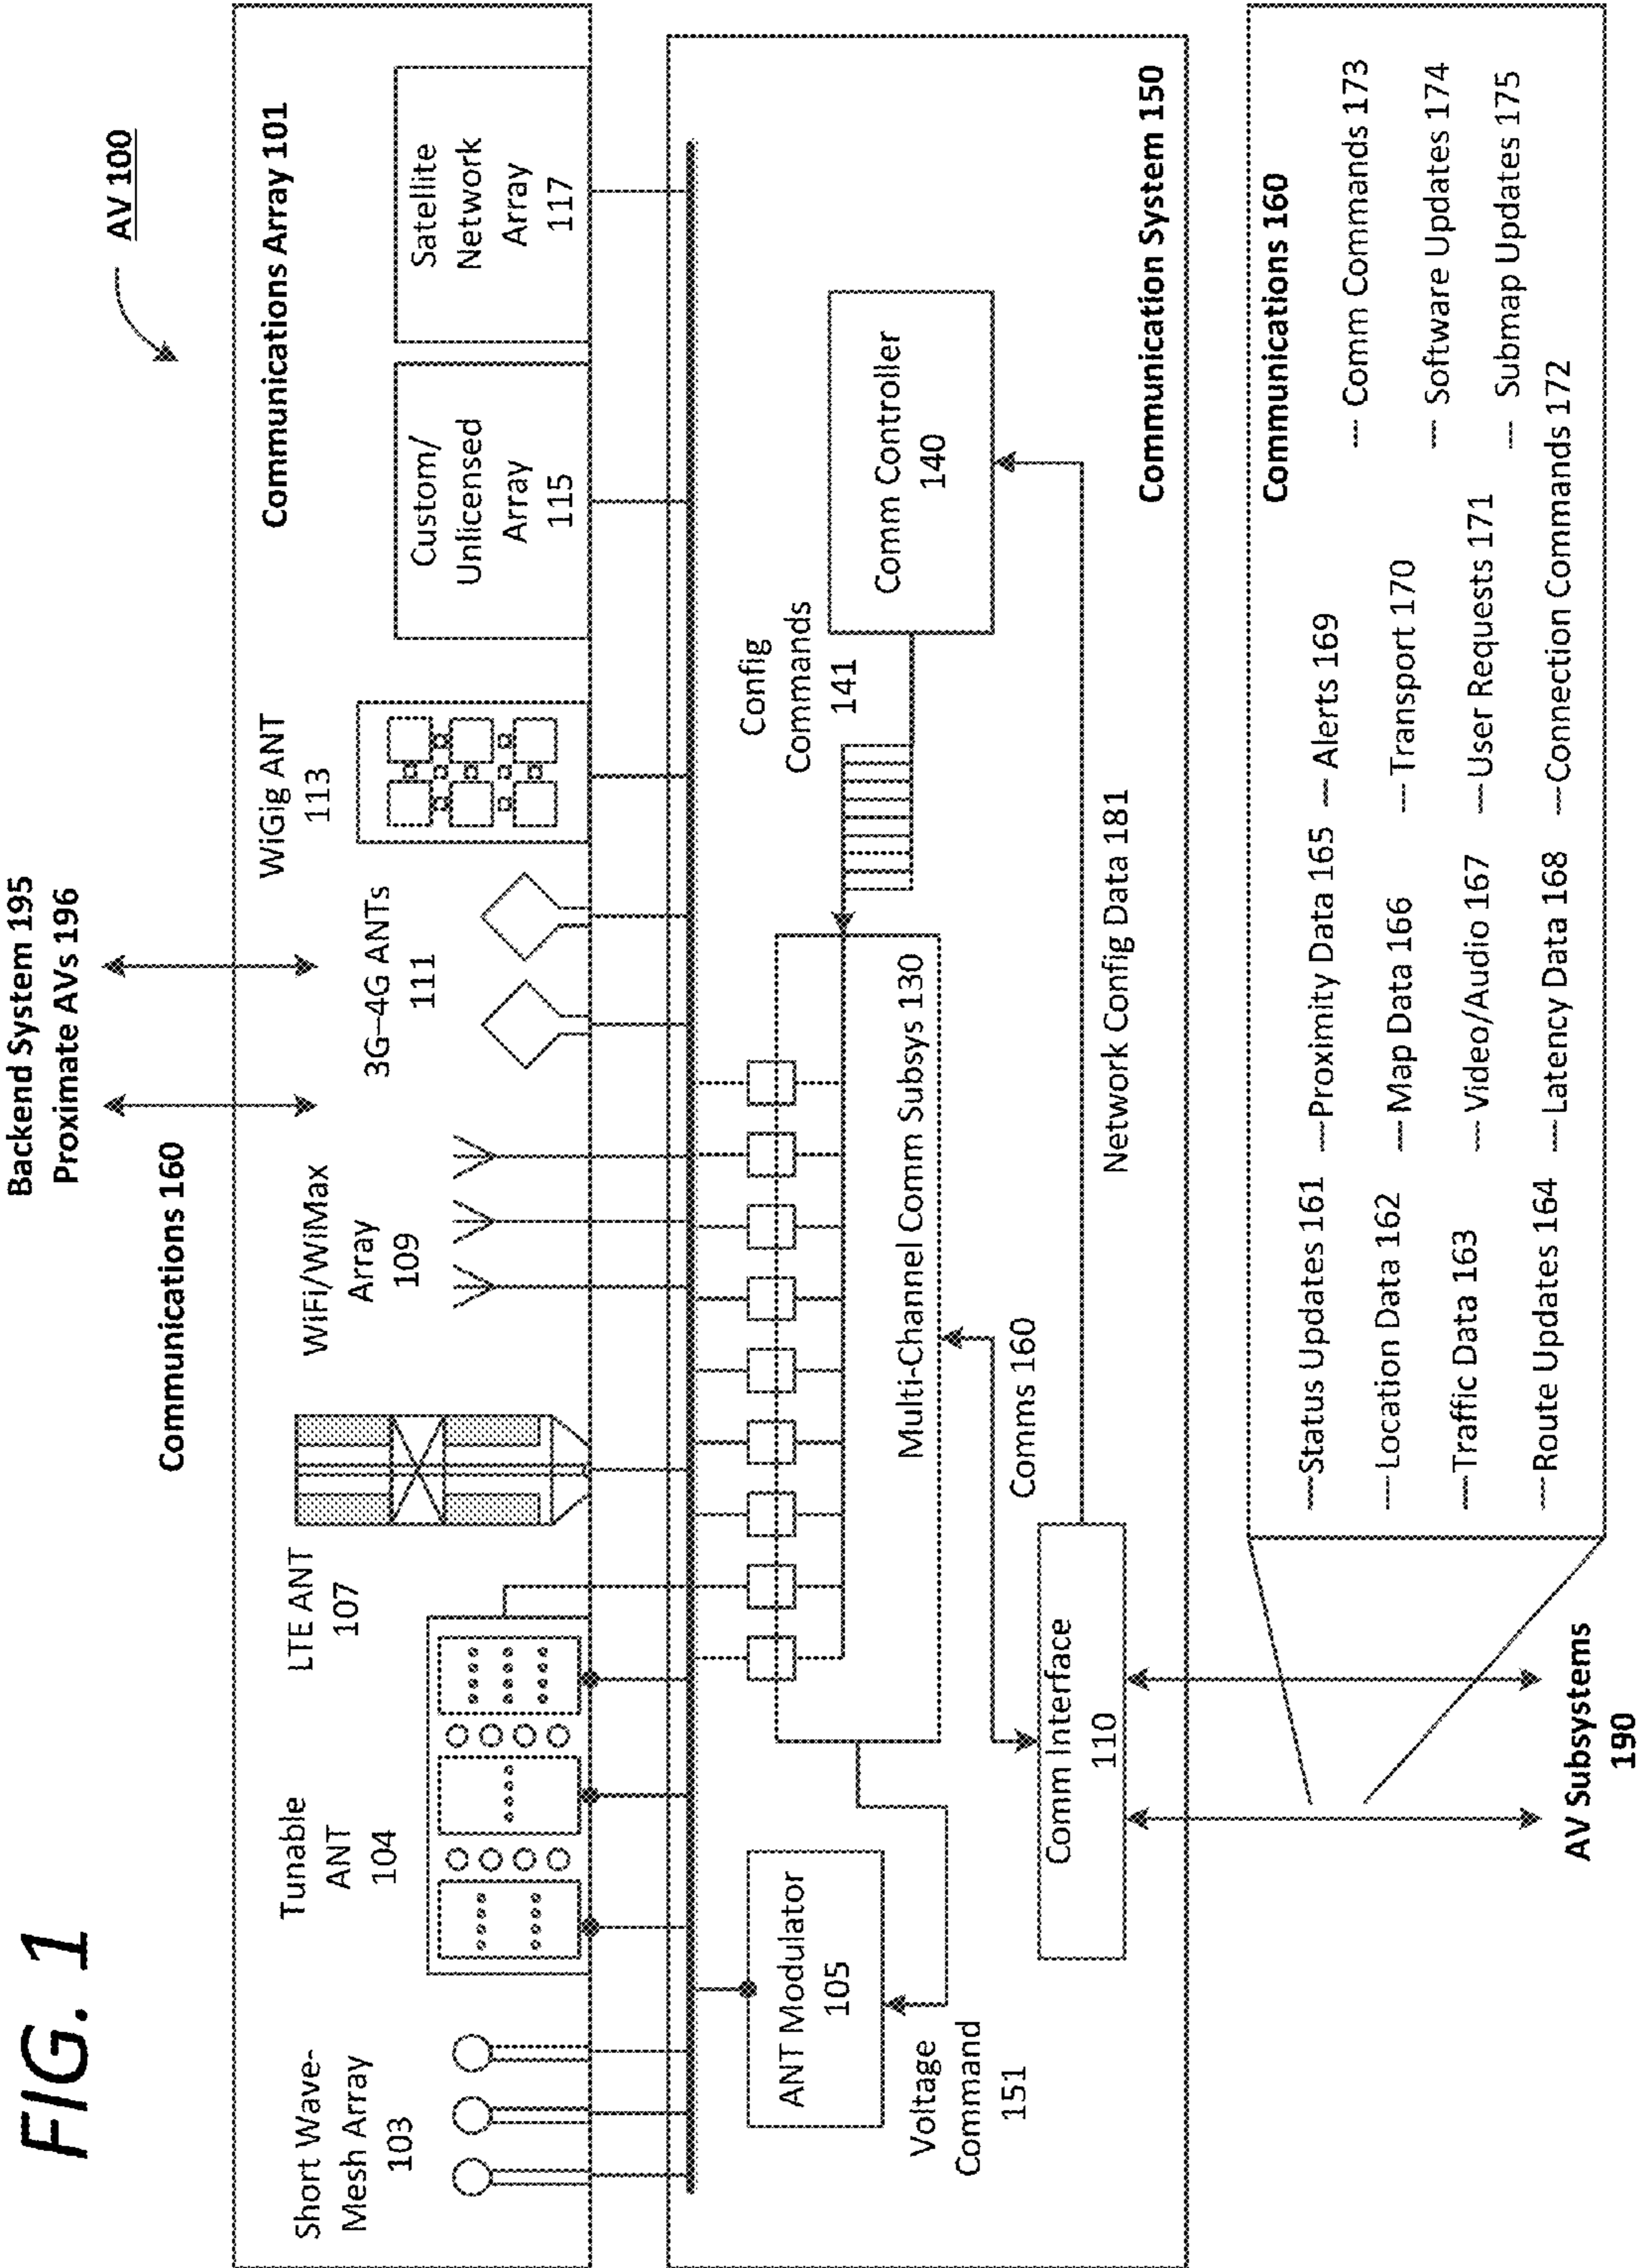 FIG. 1
Backend System 195
Proximate AVs 196
AV 100
Communications 160
Communications Array 101
Short Wave-
Mesh Array
103
Tunable
ANT
104
LTE ANT
107
WiFi/WiMax
Array
109
3G–4G ANTs
111
WiGig ANT
113
Custom/
Unlicensed
Array
115
Satellite
Network
Array
117
ANT Modulator
105
Voltage
Command
151
Multi-Channel Comm Subsys 130
Config
Commands
141
Comm Controller
140
Comms 160
Comm Interface
110
Network Config Data 181
Communication System 150
AV Subsystems
190
Communications 160
---Status Updates 161
---Proximity Data 165
--- Alerts 169
--- Comm Commands 173
---Location Data 162
---Map Data 166
---Transport 170
--- Software Updates 174
---Traffic Data 163
--- Video/Audio 167
---User Requests 171
--- Submap Updates 175
---Route Updates 164
---Latency Data 168
---Connection Commands 172